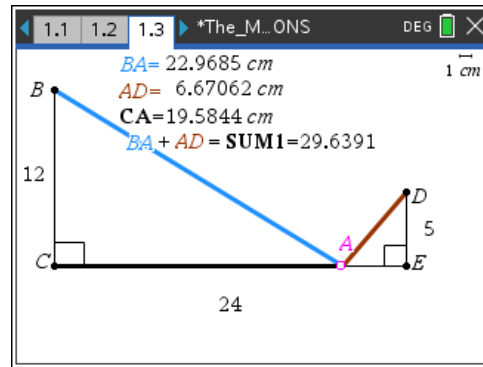 1.1 1.2 1.3 *The_M...ONS DEG
BA= 22.9685 cm
1 cm
AD= 6.67062 cm
B
CA=19.5844 cm
BA + AD = SUM1=29.6391
12
D
A
5
C
E
24